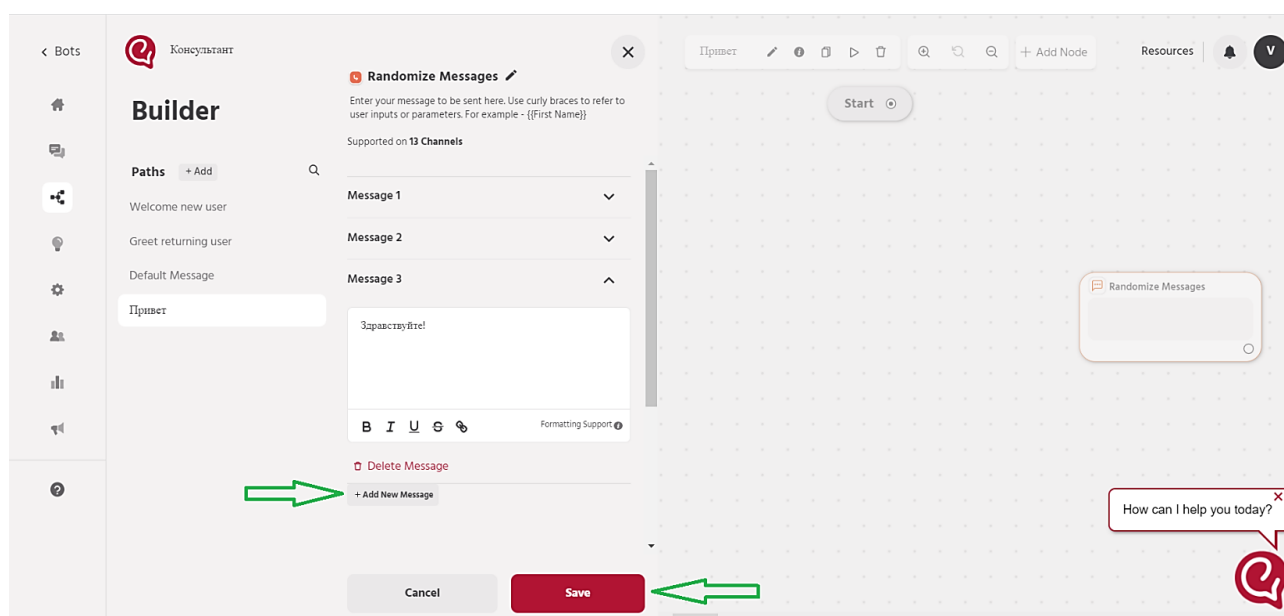 Bots
Консультант
Builder
Paths
+ Add
Welcome new user
Greet returning user
Default Message
Привет
Randomize Messages
Enter your message to be sent here. Use curly braces to refer to
user inputs or parameters. For example - {{First Name}}
Supported on 13 Channels
Message 1
Message 2
Message 3
Здравствуйте!
B I U S
Formatting Support
Delete Message
+ Add New Message
Cancel
Save
Привет
+ Add Node
Resources
V
Start
Randomize Messages
How can I help you today?